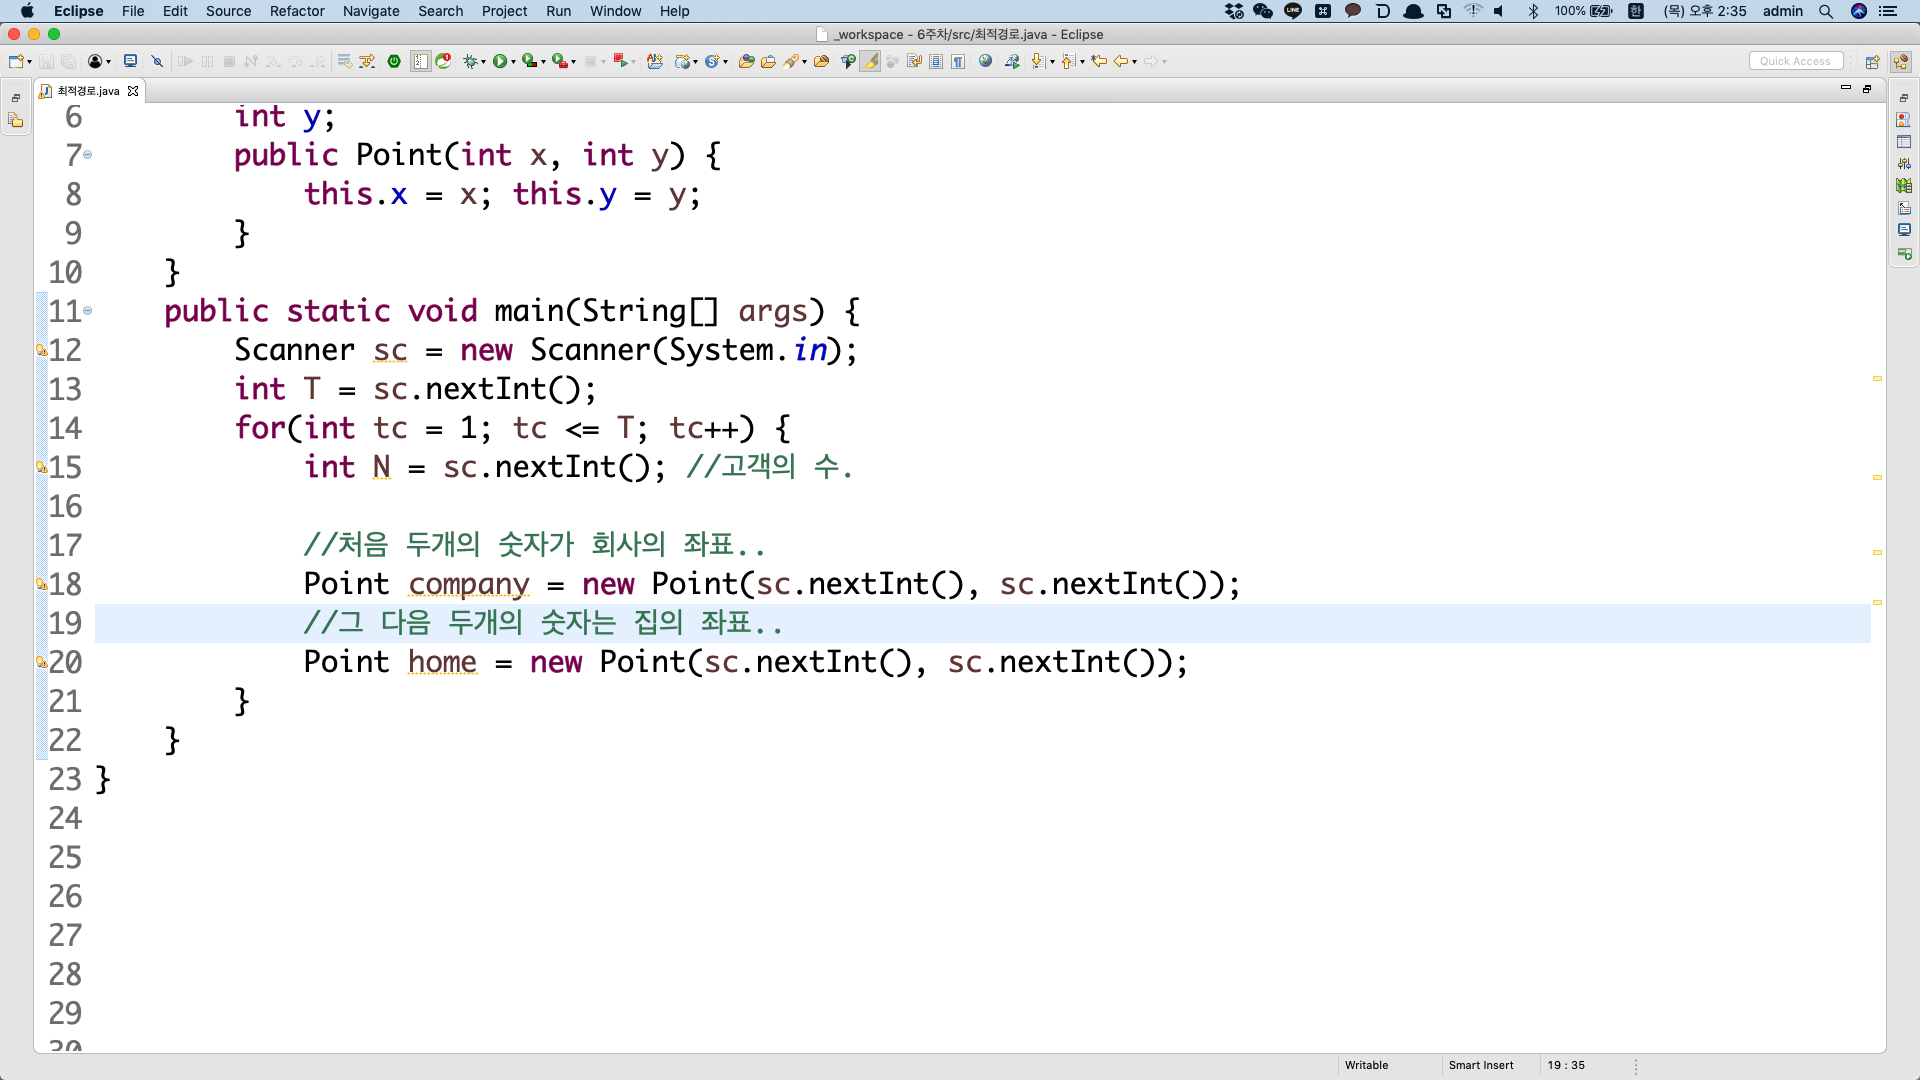 Eclipse File Edit Source Refactor Navigate Search Project Run Window Help 100% 한 (목) 오후 2:35 admin
_workspace - 6주차/src/최적경로.java - Eclipse
Quick Access
최적경로.java
6 int y;
7 public Point(int x, int y) {
8 this.x = x; this.y = y;
9 }
10 }
11 public static void main(String[] args) {
12 Scanner sc = new Scanner(System.in);
13 int T = sc.nextInt();
14 for(int tc = 1; tc <= T; tc++) {
15 int N = sc.nextInt(); //고객의 수.
16
17 //처음 두개의 숫자가 회사의 좌표..
18 Point company = new Point(sc.nextInt(), sc.nextInt());
19 //그 다음 두개의 숫자는 집의 좌표..
20 Point home = new Point(sc.nextInt(), sc.nextInt());
21 }
22 }
23 }
24
25
26
27
28
29
30
Writable Smart Insert 19 : 35